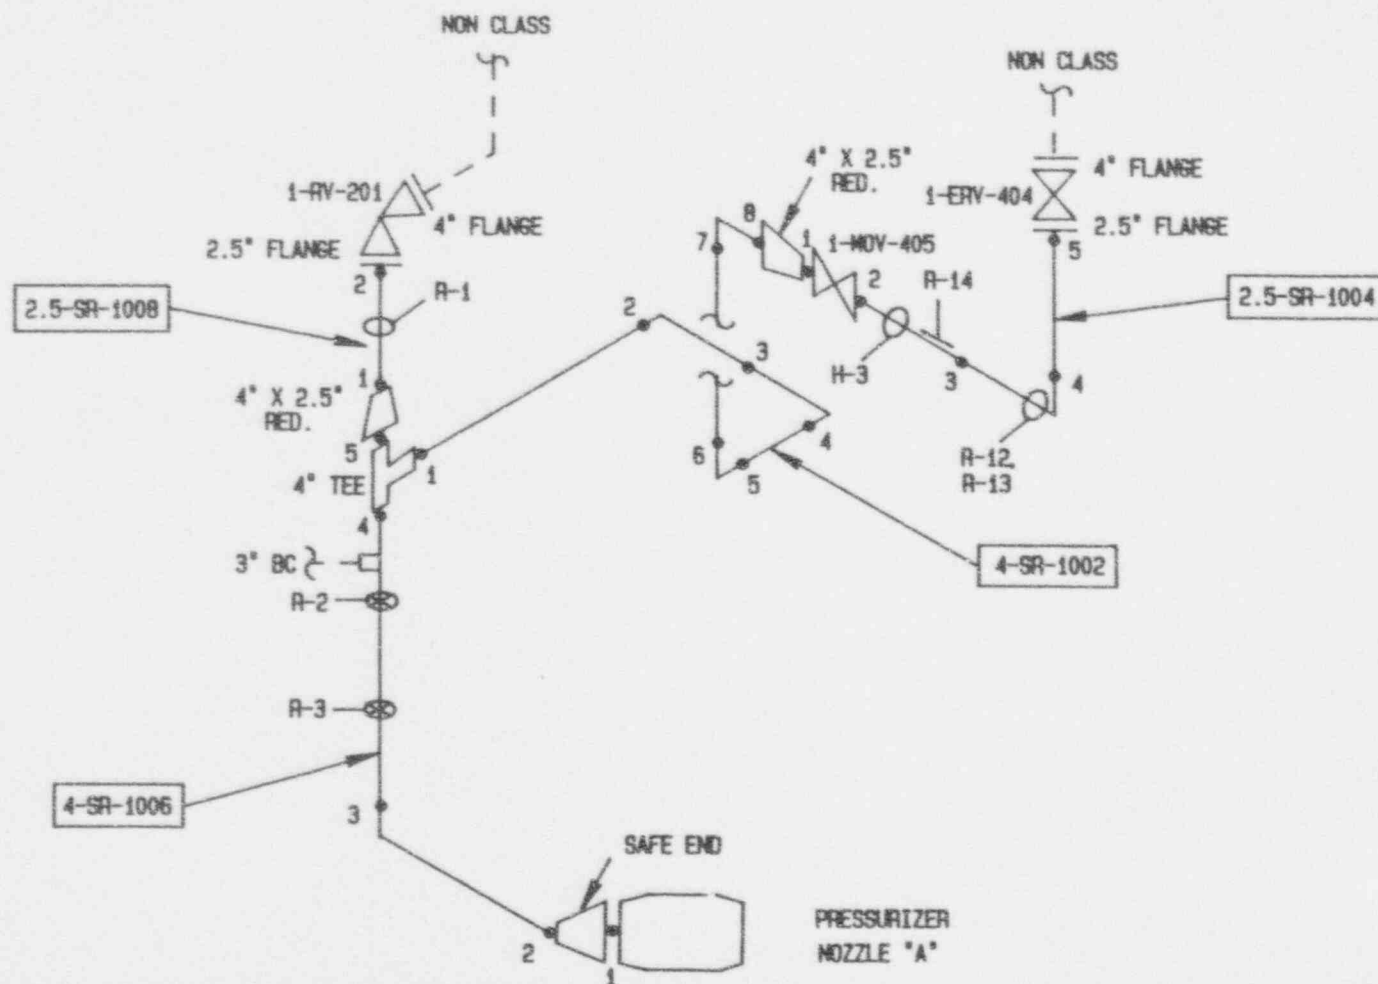 NON CLASS
NON CLASS
4" X 2.5"
RED.
4" FLANGE
1-RV-201
1-ERV-404
8
4" FLANGE
2.5" FLANGE
7
1
1-MOV-405
2.5" FLANGE
5
2
2
R-14
R-1
2.5-SR-1008
2.5-SR-1004
2
3
H-3
3
4
1
4" X 2.5"
RED.
5
1
4" TEE
4
6
5
R-12,
R-13
4
3" BC
4-SR-1002
R-2
R-3
4-SR-1006
3
SAFE END
PRESSURIZER
NOZZLE "A"
2
1